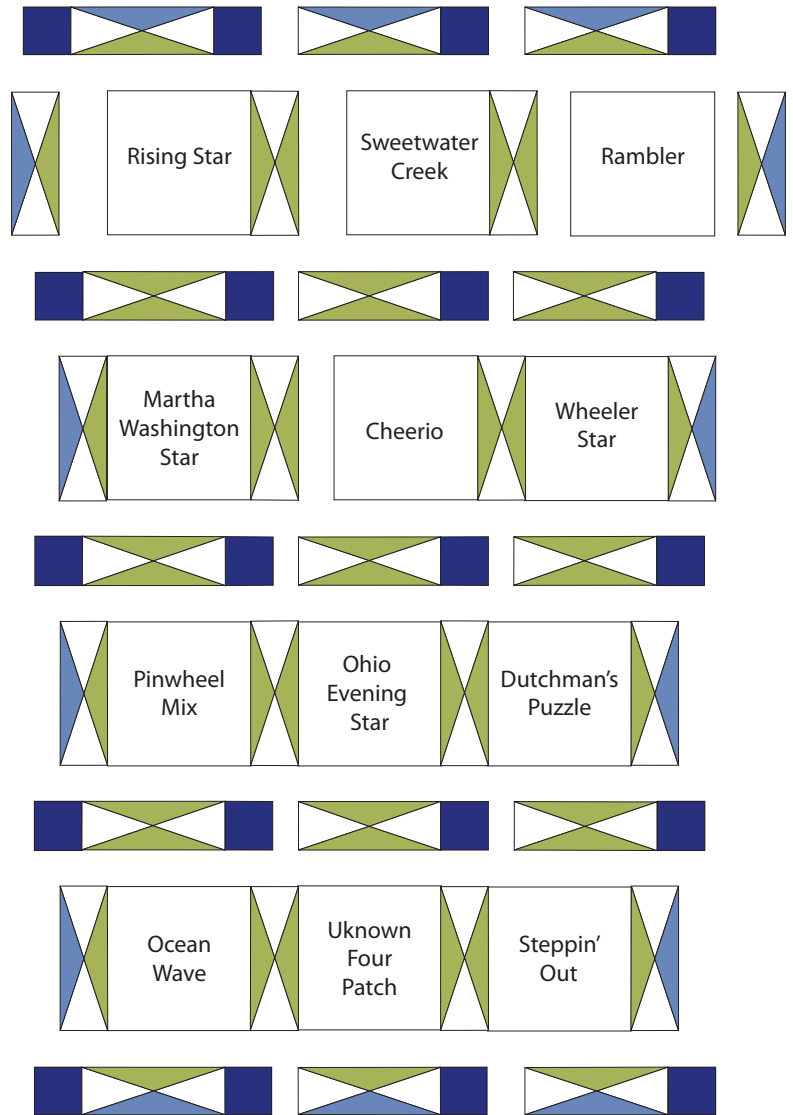 Rising Star
Sweetwater
Creek
Rambler
Martha
Washington
Star
Cheerio
Wheeler
Star
Pinwheel
Mix
Ohio
Evening
Star
Dutchman's
Puzzle
Ocean
Wave
Uknown
Four
Patch
Steppin'
Out